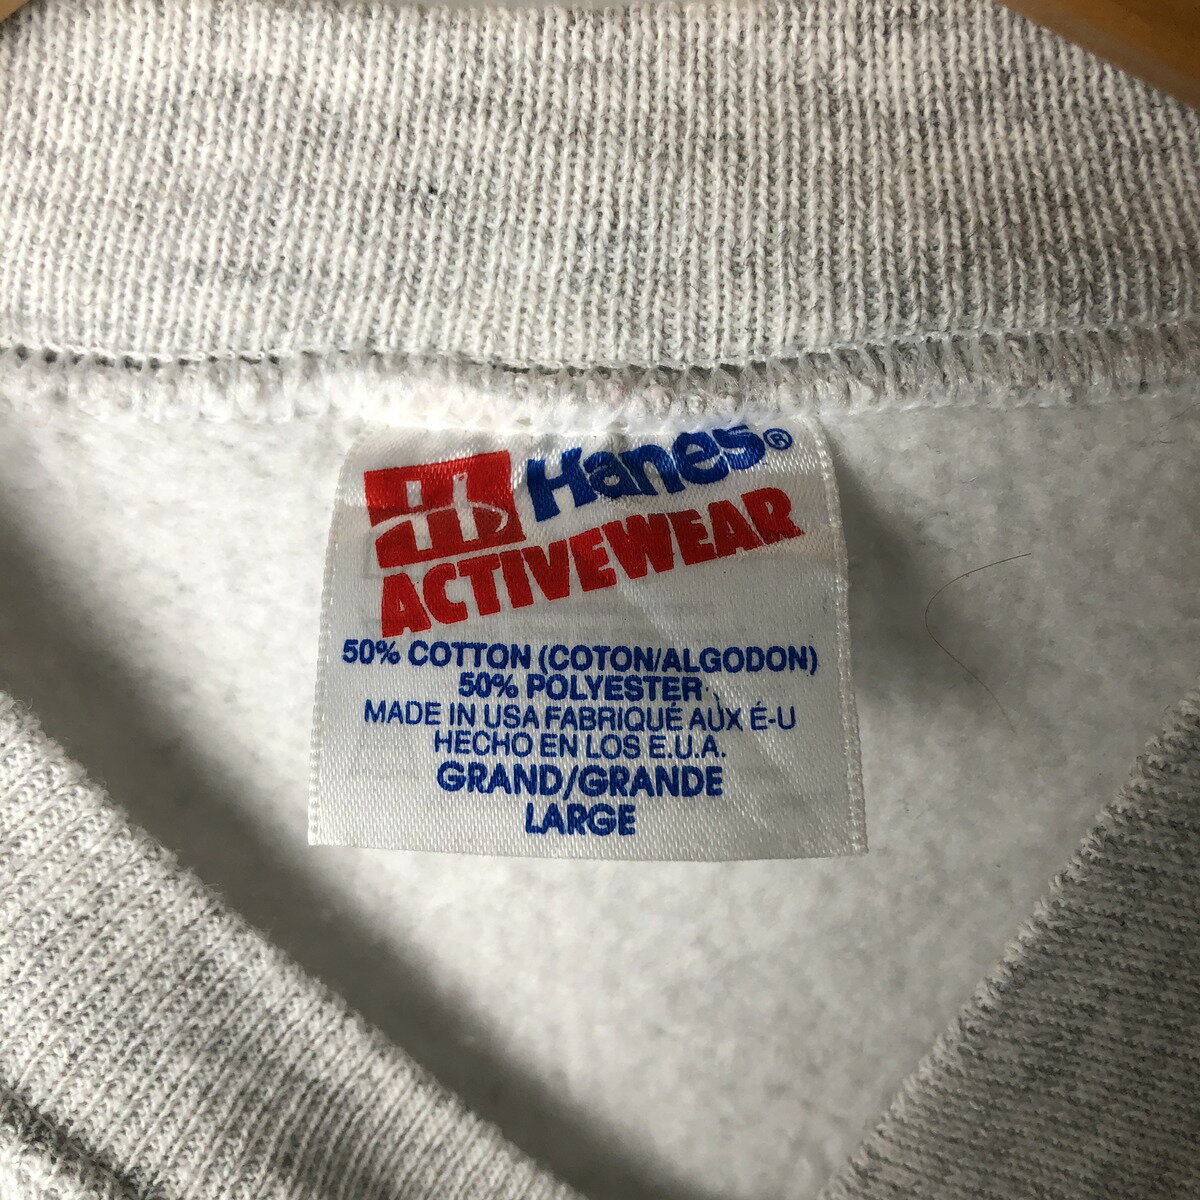 Hanes®
ACTIVEWEAR
50% COTTON (COTON/ALGODON)
50% POLYESTER
MADE IN USA FABRIQUÉ AUX É-U
HECHO EN LOS E.U.A.
GRAND/GRANDE
LARGE